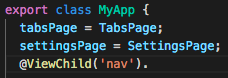 export class MyApp {
tabsPage = TabsPage;
settingsPage = SettingsPage;
@ViewChild('nav').